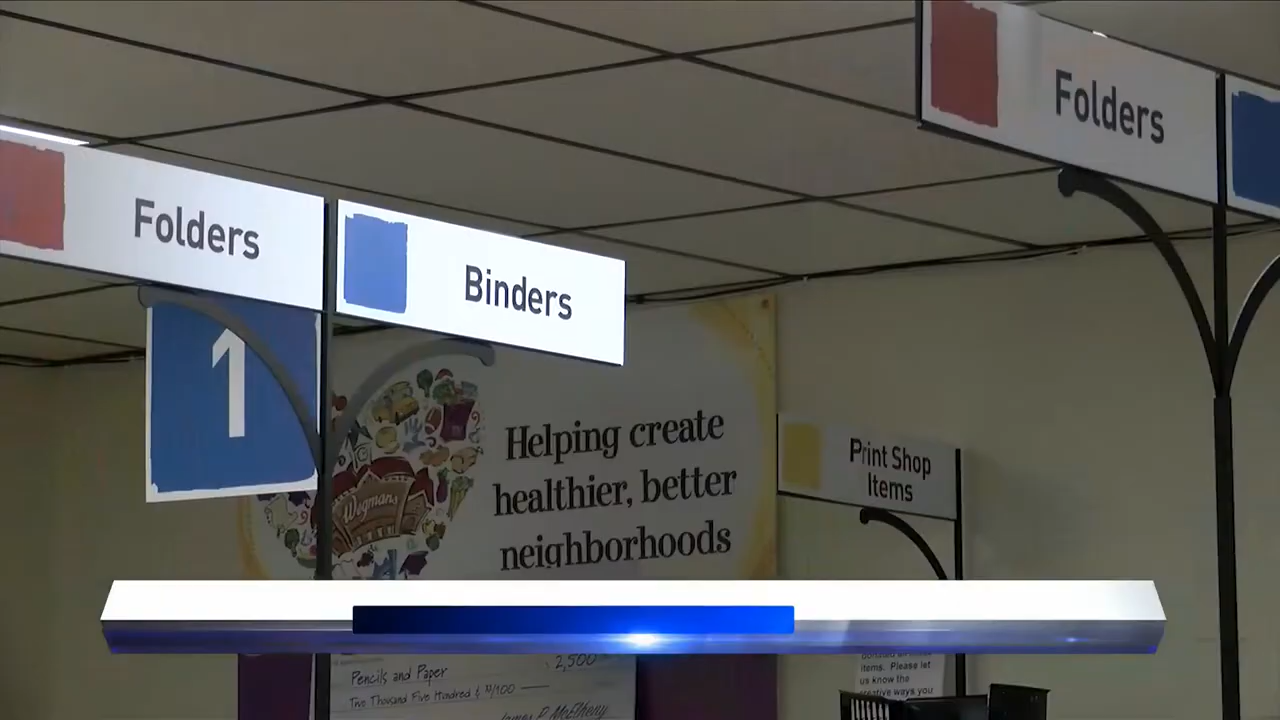 Folders
Folders
Binders
1
Helping create
healthier, better
neighborhoods
Wegmans
Print Shop
Items
Pencils and Paper
2,500
Two Thousand Five Hundred & N/100
items. Please let
us know the
creative ways you